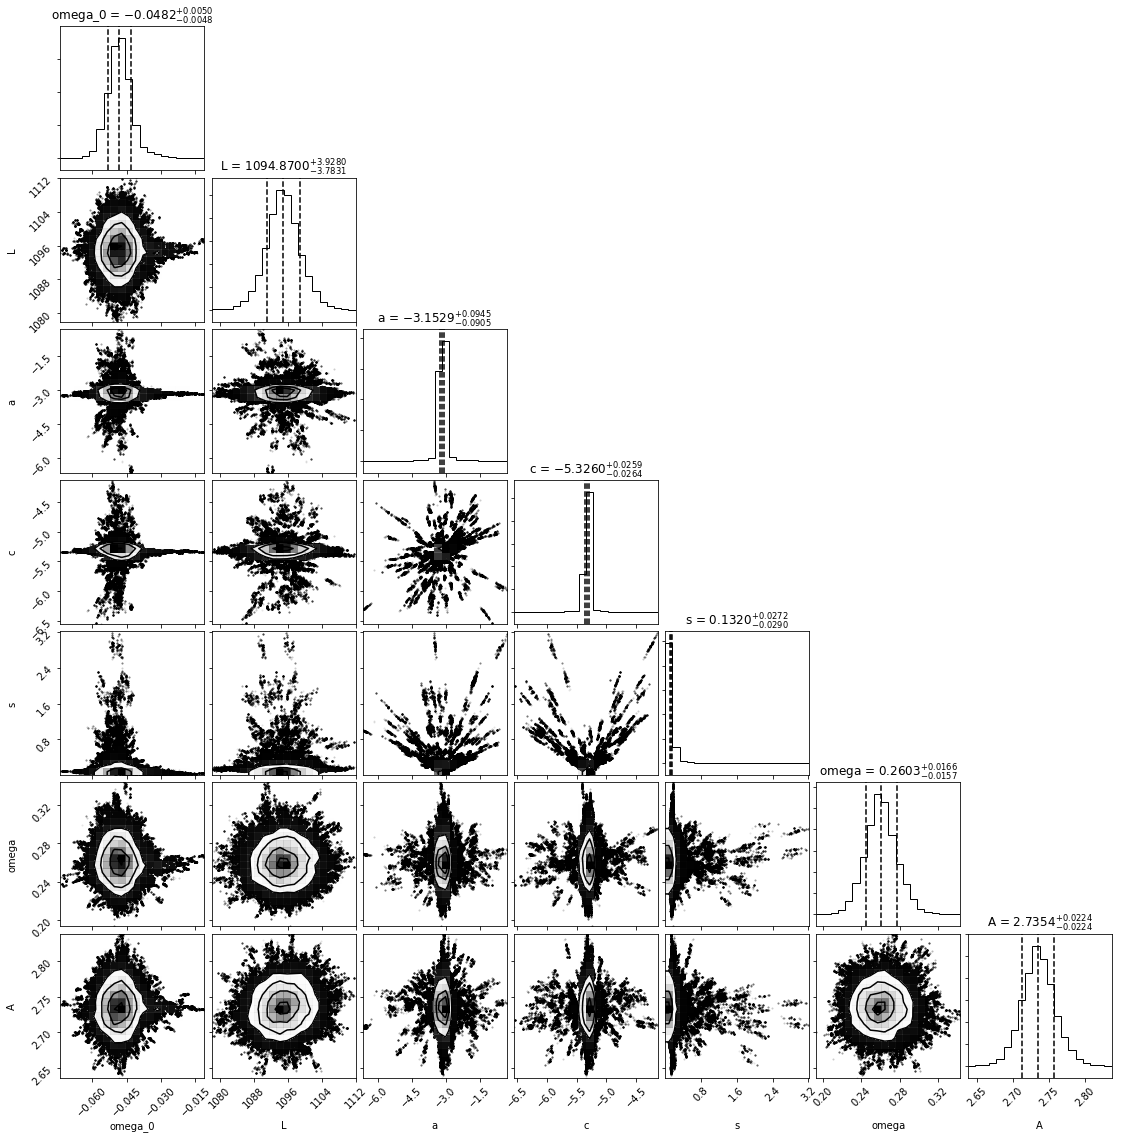 omega_0 = −0.0482+0.0050 −0.0048
L = 1094.8700+3.9280 −3.7831
1112
1104
1096
1088
1080
L
a = −3.1529+0.0945 −0.0905
−1.5
−3.0
−4.5
−6.0
a
c = −5.3260+0.0259 −0.0264
−4.5
−5.0
−5.5
−6.0
−6.5
c
s = 0.1320+0.0272 −0.0290
3.2
2.4
1.6
0.8
s
omega = 0.2603+0.0166 −0.0157
0.32
0.28
0.24
0.20
omega
A = 2.7354+0.0224 −0.0224
2.80
2.75
2.70
2.65
A
−0.060 −0.045 −0.030 −0.015 1080 1088 1096 1104 1112 −6.0 −4.5 −3.0 −1.5 −6.5 −6.0 −5.5 −5.0 −4.5 0.8 1.6 2.4 3.2 0.20 0.24 0.28 0.32 2.65 2.70 2.75 2.80
omega_0 L a c s omega A